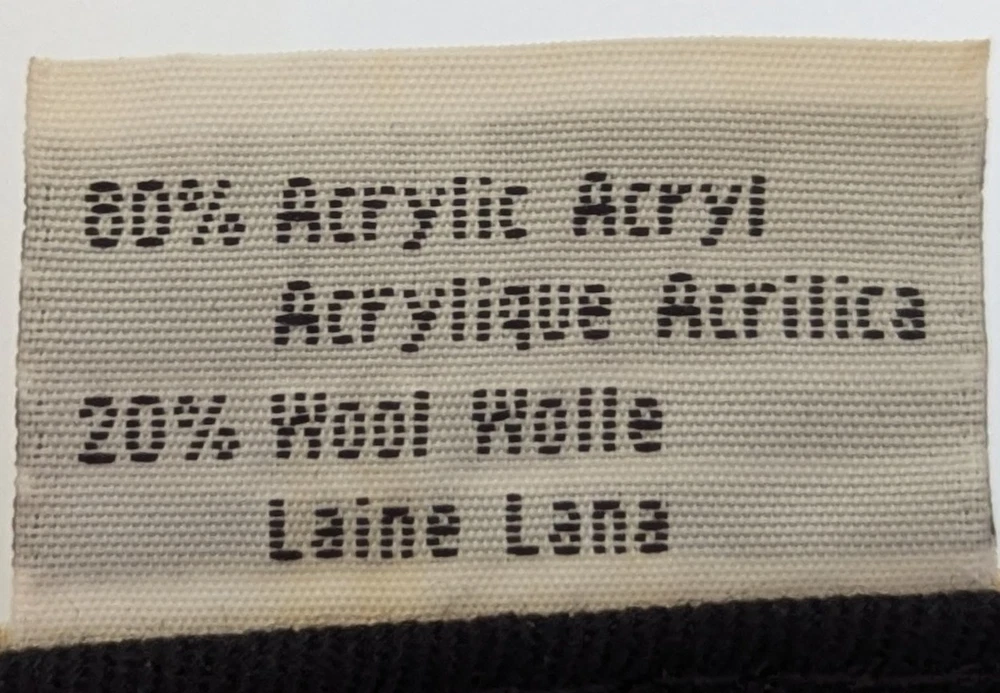 80% Acrylic Acryl
Acrylique Acrilica
20% Wool Wolle
Laine Lana